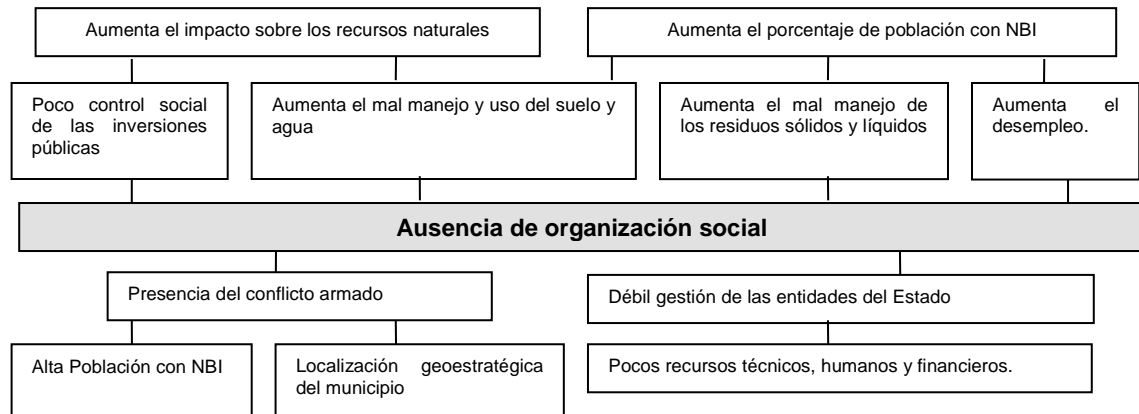 Aumenta el impacto sobre los recursos naturales
Aumenta el porcentaje de población con NBI
Poco control social
de las inversiones
públicas
Aumenta el mal manejo y uso del suelo y
agua
Aumenta el mal manejo de
los residuos sólidos y líquidos
Aumenta el
desempleo.
Ausencia de organización social
Presencia del conflicto armado
Débil gestión de las entidades del Estado
Alta Población con NBI
Localización geoestratégica
del municipio
Pocos recursos técnicos, humanos y financieros.